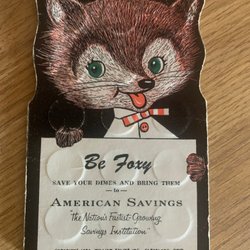 Be Foxy
SAVE YOUR DIMES AND BRING THEM
— to —
AMERICAN SAVINGS
"The Nation's Fastest-Growing
Savings Institution"